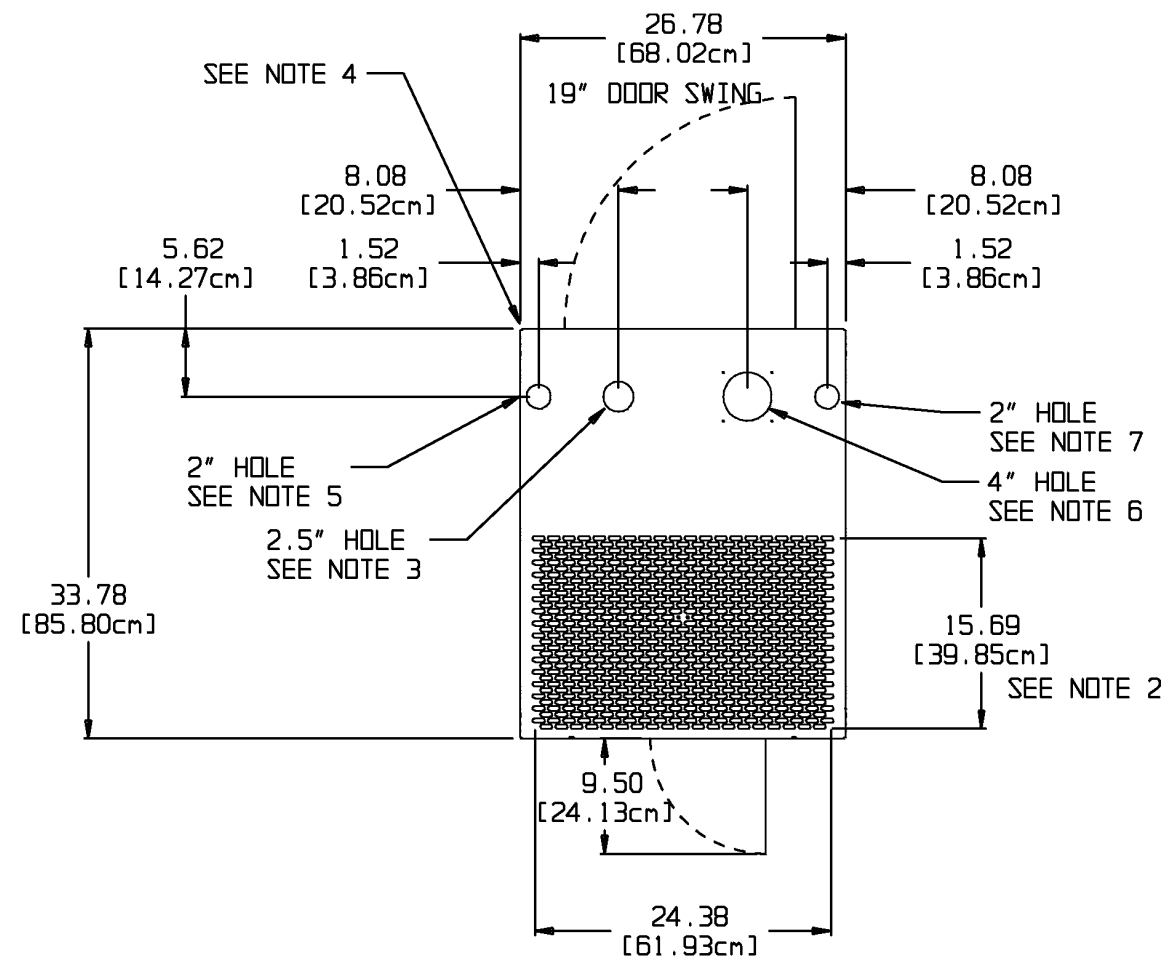 26.78
[68.02cm]
SEE NOTE 4
19" DOOR SWING
8.08
[20.52cm]
8.08
[20.52cm]
5.62
[14.27cm]
1.52
[3.86cm]
1.52
[3.86cm]
2" HOLE
SEE NOTE 7
2" HOLE
SEE NOTE 5
4" HOLE
SEE NOTE 6
2.5" HOLE
SEE NOTE 3
33.78
[85.80cm]
15.69
[39.85cm]
SEE NOTE 2
9.50
[24.13cm]
24.38
[61.93cm]